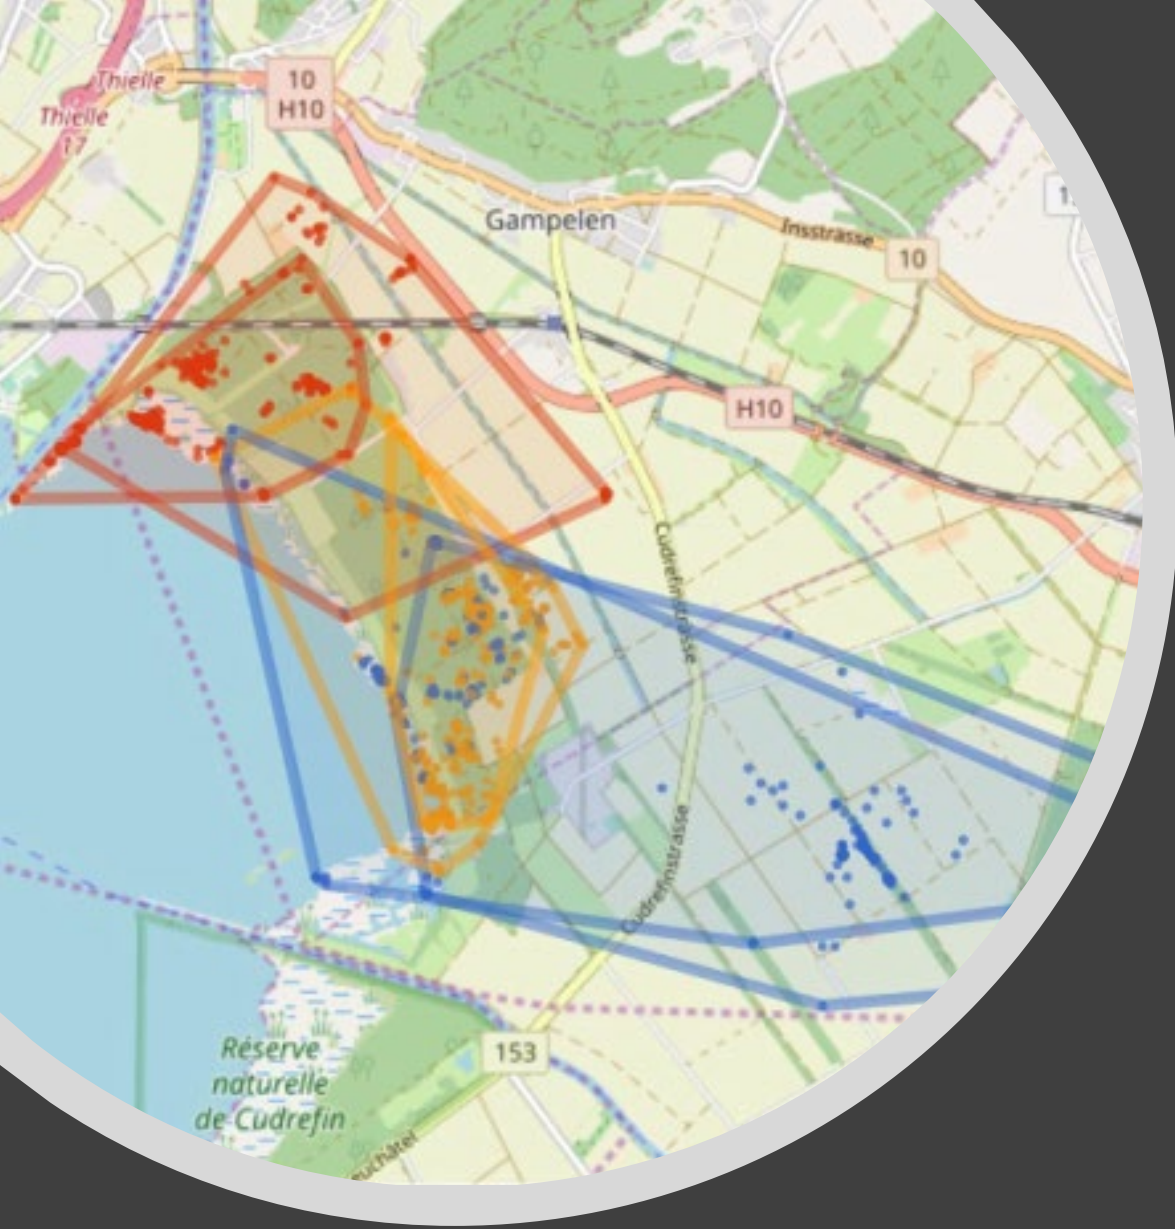 Thielle
10
H10
Thielle
17
Gampelen
Insstrasse
10
H10
Cudrefinstrasse
Cudrefinstrasse
153
Réserve
naturelle
de Cudrefin